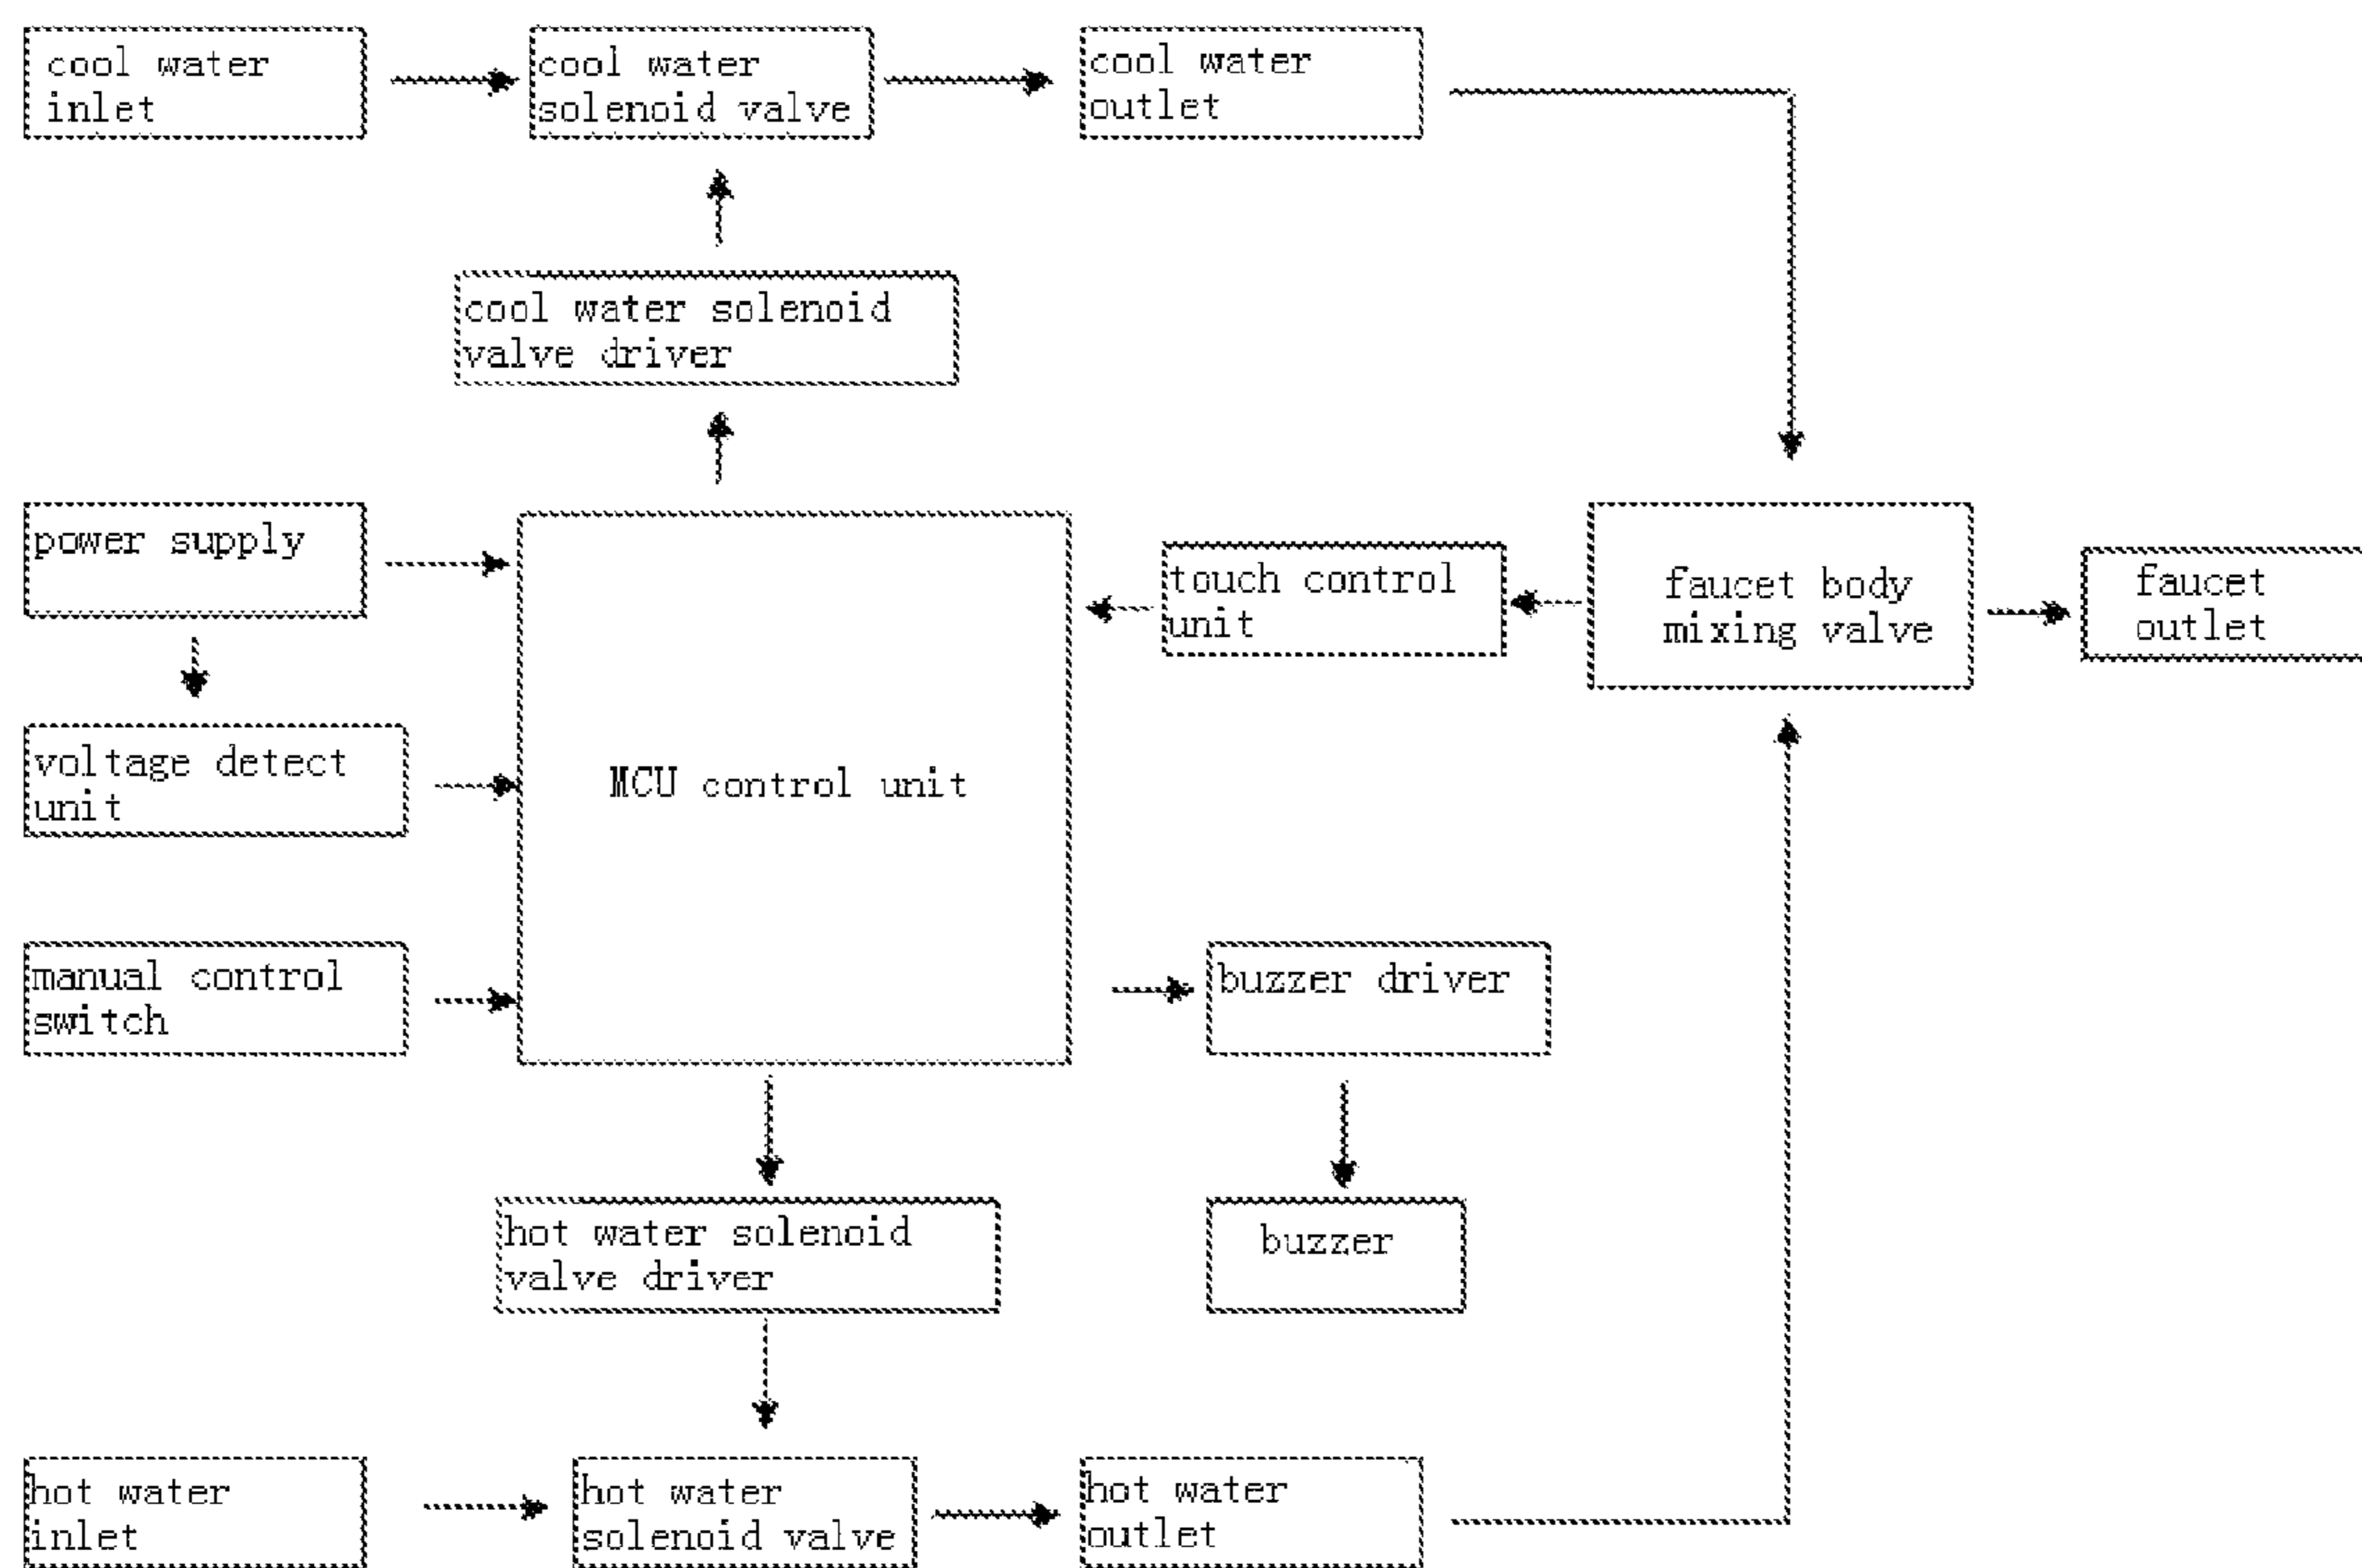 cool water
inlet
cool water
solenoid valve
cool water
outlet
cool water solenoid
valve driver
power supply
touch control
unit
faucet body
mixing valve
faucet
outlet
voltage detect
unit
MCU control unit
manual control
switch
buzzer driver
hot water solenoid
valve driver
buzzer
hot water
inlet
hot water
solenoid valve
hot water
outlet